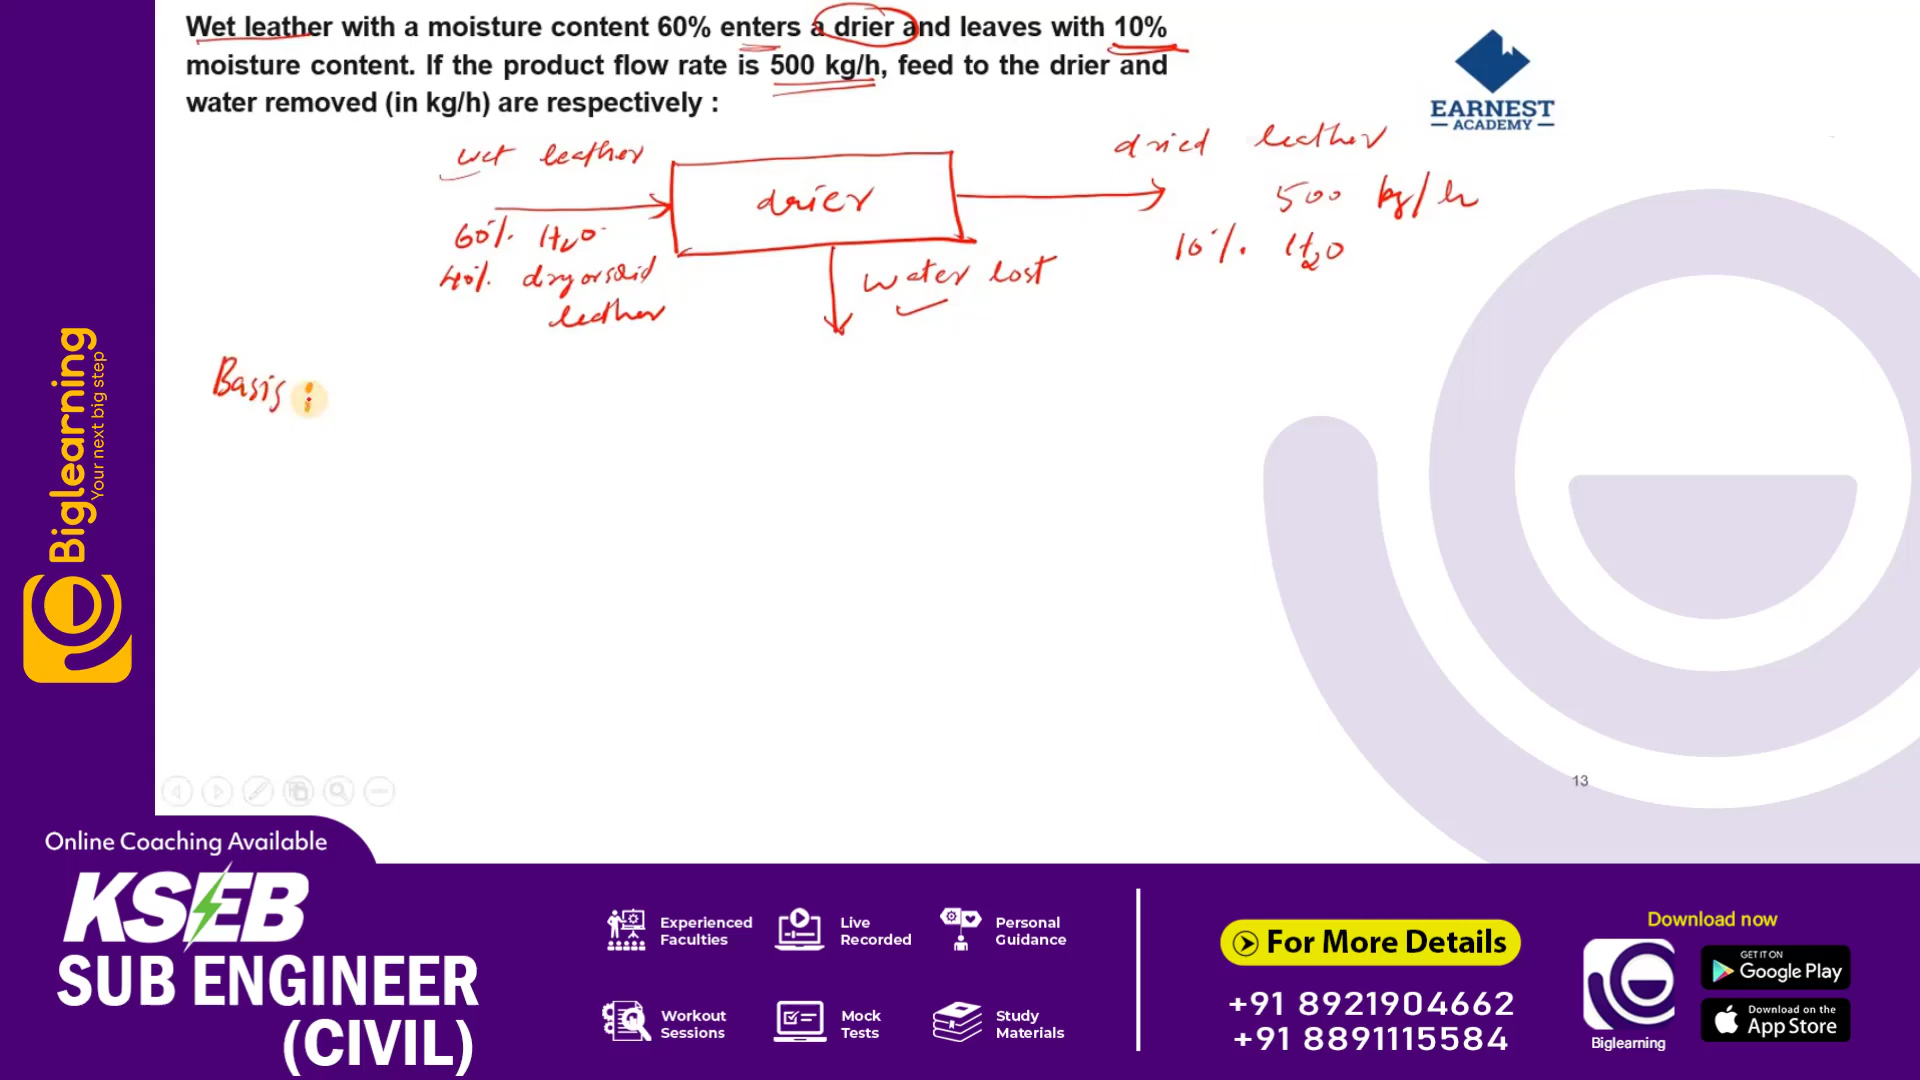 Wet leather with a moisture content 60% enters a drier and leaves with 10%
moisture content. If the product flow rate is 500 kg/h, feed to the drier and
water removed (in kg/h) are respectively :
EARNEST
ACADEMY
wet leather
60% H2O
40% dry or solid
leather
drier
water lost
dried leather
500 kg/h
10% H2O
Basis :
Biglearning
Your next big step
13
Online Coaching Available
KSEB
SUB ENGINEER
(CIVIL)
Experienced
Faculties
Live
Recorded
Personal
Guidance
Workout
Sessions
Mock
Tests
Study
Materials
For More Details
+91 8921904662
+91 8891115584
Download now
Biglearning
GET IT ON
Google Play
Download on the
App Store